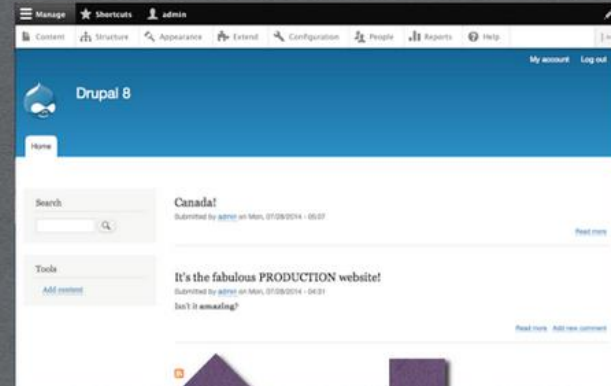 Manage Shortcuts admin
Content Structure Appearance Extend Configuration People Reports Help
My account Log out
Drupal 8
Home
Search
Canada!
Submitted by admin on Mon, 07/28/2014 - 05:07
Read more
Tools
Add content
It's the fabulous PRODUCTION website!
Submitted by admin on Mon, 07/28/2014 - 04:31
Isn't it amazing?
Read more Add new comment